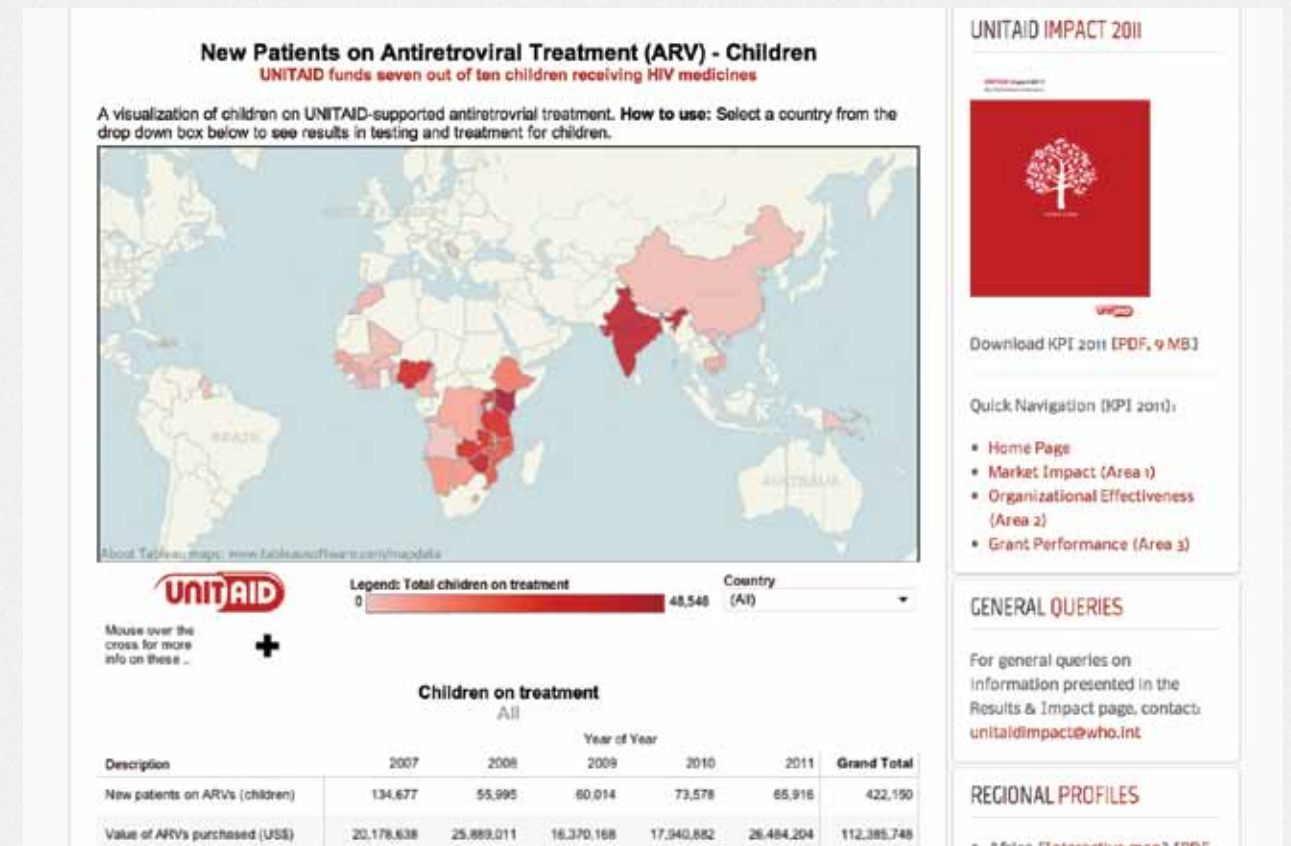 New Patients on Antiretroviral Treatment (ARV) - Children
UNITAID funds seven out of ten children receiving HIV medicines
A visualization of children on UNITAID-supported antiretrovrial treatment. How to use: Select a country from the
drop down box below to see results in testing and treatment for children.
BRAZIL
AUSTRALIA
About Tableau maps: www.tableausoftware.com/mapdata
UNITAID
Legend: Total children on treatment
0
48,546
Country
(All)
Mouse over the
cross for more
info on these ..
Children on treatment
All
Year of Year
Description 2007 2008 2009 2010 2011 Grand Total
New patients on ARVs (children) 134,677 55,995 60,014 73,578 65,916 422,150
Value of ARVs purchased (US$) 20,178,638 25,889,011 16,370,168 17,940,882 26,484,204 112,385,748
UNITAID IMPACT 2011
UNITAID
Download KPI 2011 [PDF, 9 MB]
Quick Navigation (KPI 2011):
• Home Page
• Market Impact (Area 1)
• Organizational Effectiveness
(Area 2)
• Grant Performance (Area 3)
GENERAL QUERIES
For general queries on
information presented in the
Results & Impact page, contact:
unitaidimpact@who.int
REGIONAL PROFILES